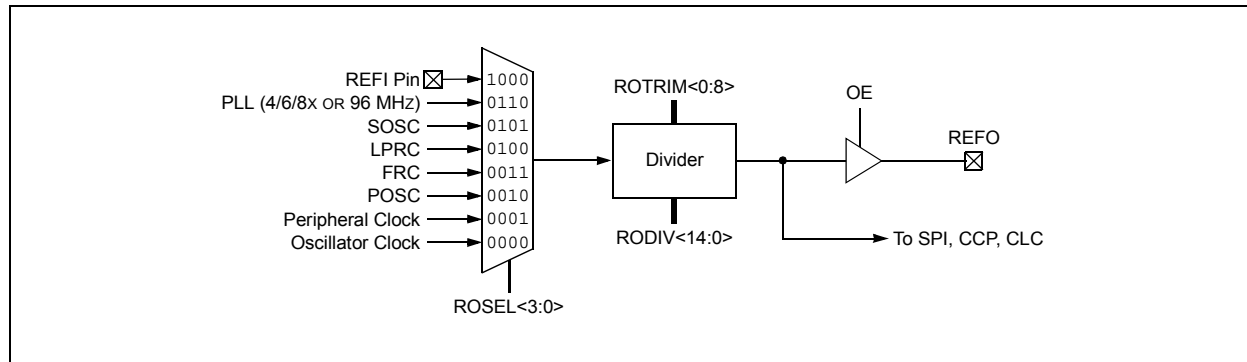 REFI Pin 1000
PLL (4/6/8X OR 96 MHZ) 0110
SOSC 0101
LPRC 0100
FRC 0011
POSC 0010
Peripheral Clock 0001
Oscillator Clock 0000
ROSEL<3:0>
ROTRIM<0:8>
Divider
RODIV<14:0>
OE
REFO
To SPI, CCP, CLC